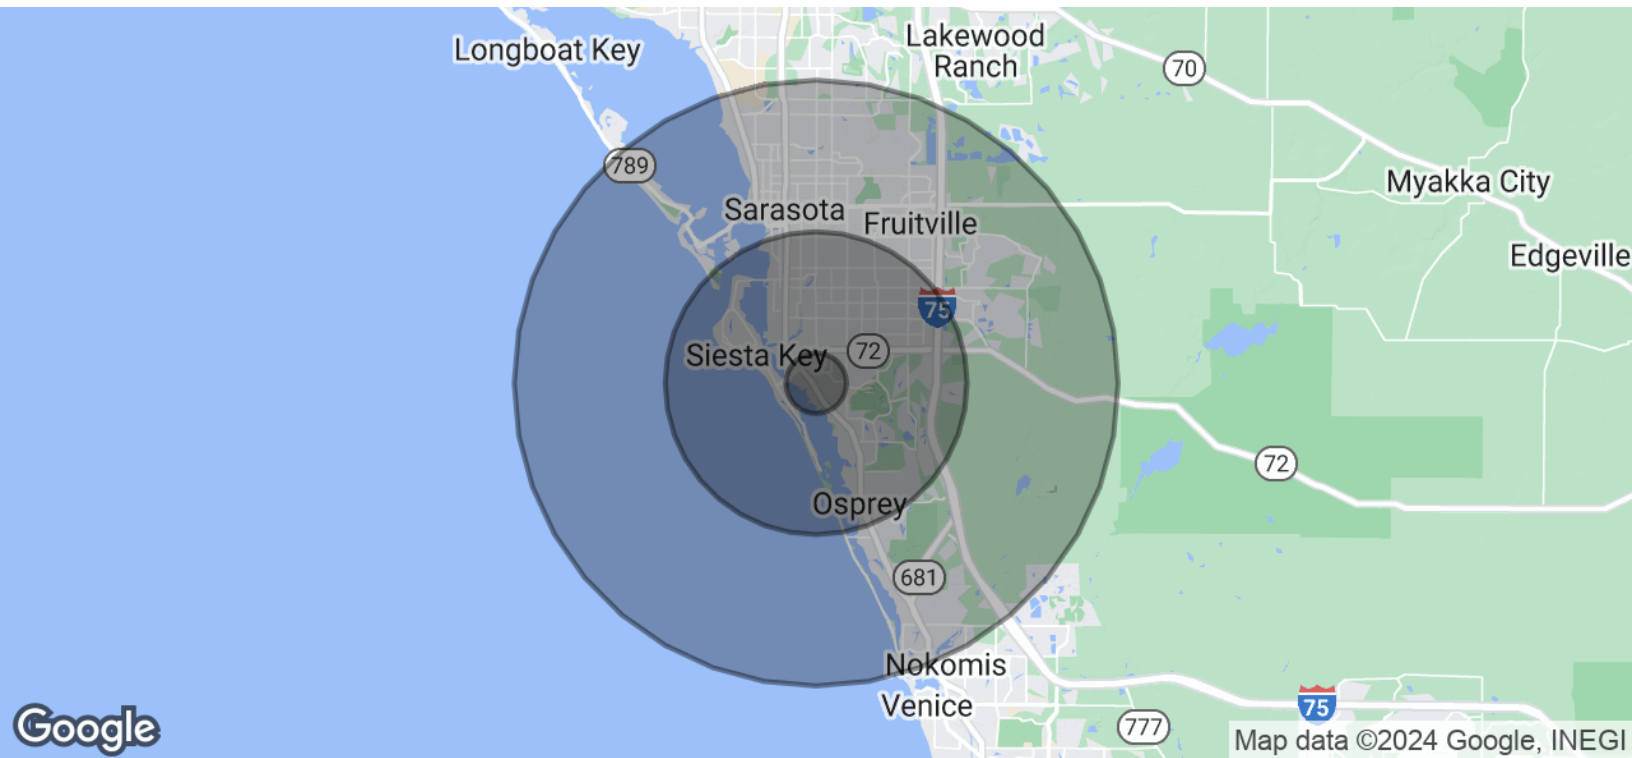 Longboat Key
Lakewood
Ranch
70
789
Myakka City
Sarasota
Fruitville
Edgeville
75
Siesta Key
72
72
Osprey
681
Nokomis
Venice
75
777
Google
Map data ©2024 Google, INEGI